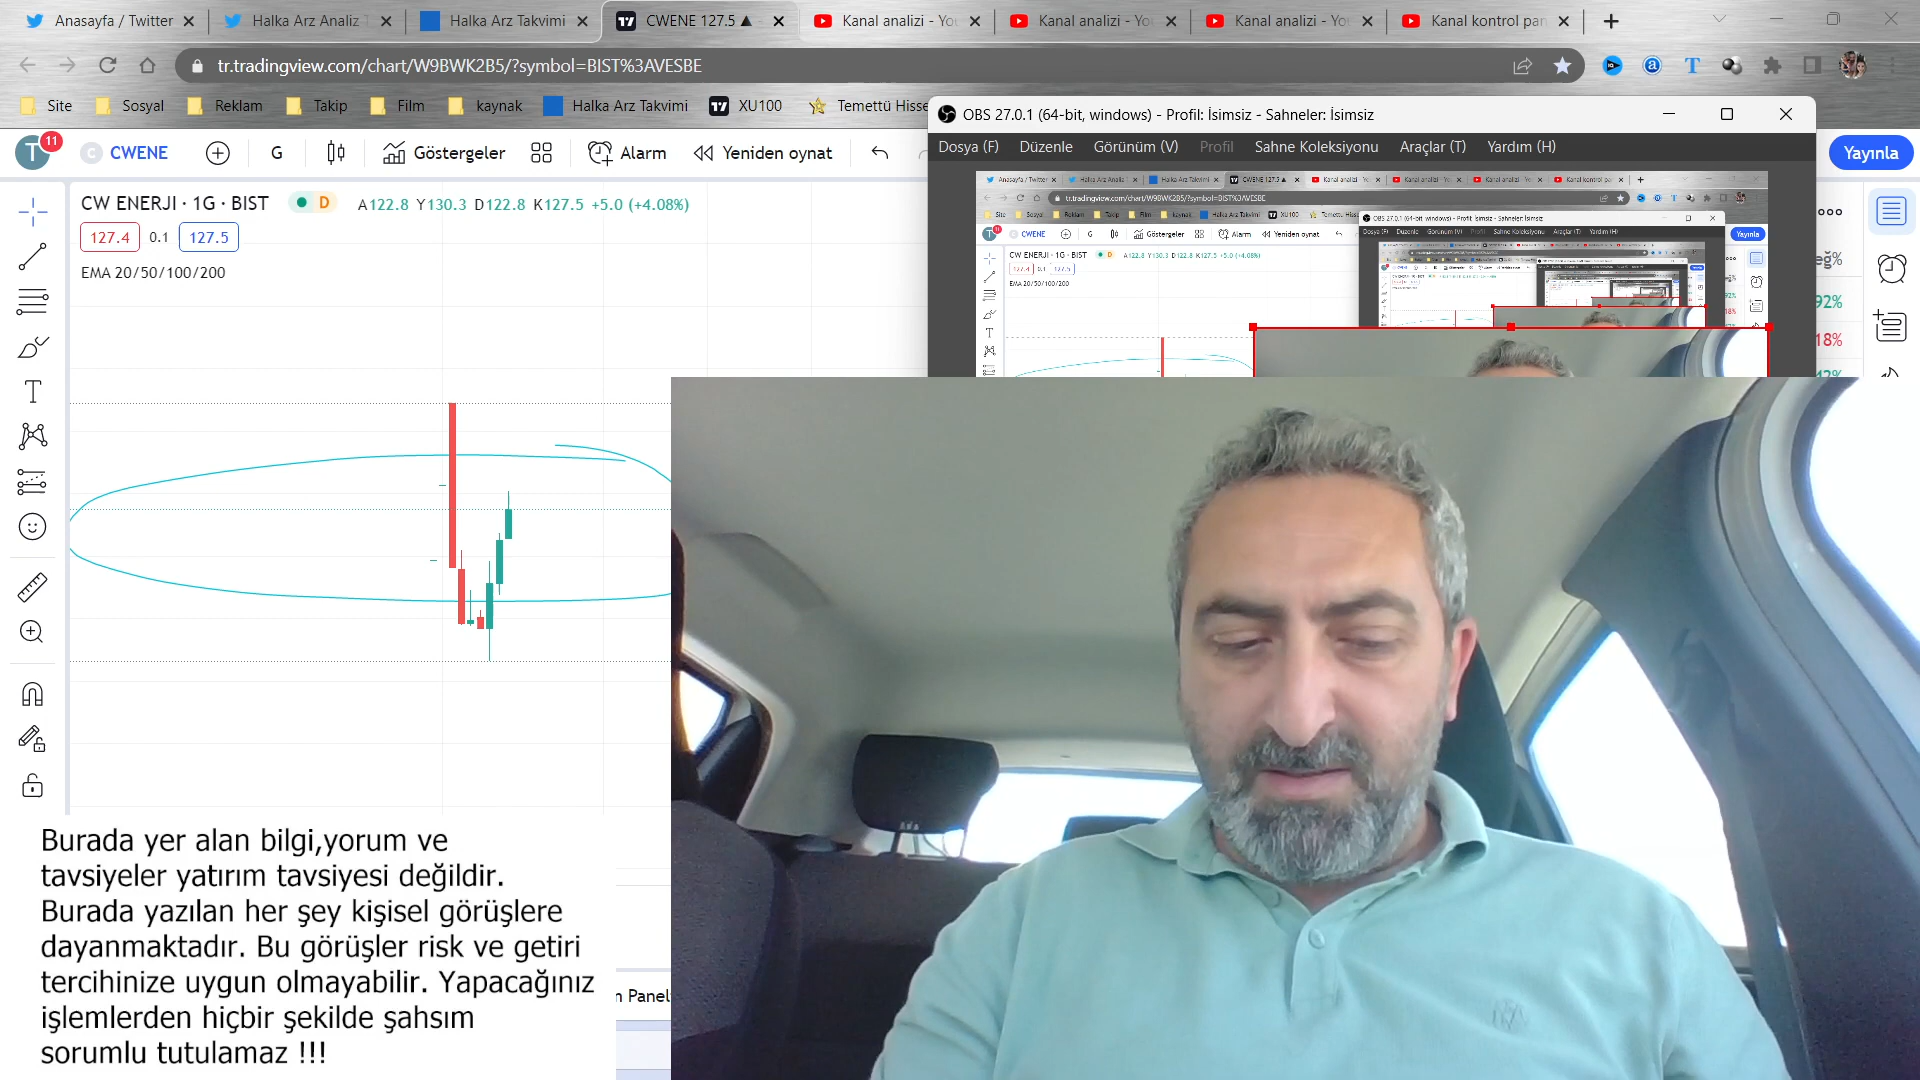 Anasayfa / Twitter
Halka Arz Analiz T
Halka Arz Takvimi
CWENE 127.5 ▲
Kanal analizi - You
Kanal analizi - You
Kanal analizi - You
Kanal kontrol pan
tr.tradingview.com/chart/W9BWK2B5/?symbol=BIST%3AVESBE
Site
Sosyal
Reklam
Takip
Film
kaynak
Halka Arz Takvimi
XU100
Temettü Hisse
OBS 27.0.1 (64-bit, windows) - Profil: İsimsiz - Sahneler: İsimsiz
Dosya (F)
Düzenle
Görünüm (V)
Profil
Sahne Koleksiyonu
Araçlar (T)
Yardım (H)
T
11
C
CWENE
G
Göstergeler
Alarm
Yeniden oynat
Yayınla
CW ENERJI · 1G · BIST
D
A122.8 Y130.3 D122.8 K127.5 +5.0 (+4.08%)
127.4
0.1
127.5
EMA 20/50/100/200
92%
18%
Burada yer alan bilgi,yorum ve
tavsiyeler yatırım tavsiyesi değildir.
Burada yazılan her şey kişisel görüşlere
dayanmaktadır. Bu görüşler risk ve getiri
tercihinize uygun olmayabilir. Yapacağınız
işlemlerden hiçbir şekilde şahsım
sorumlu tutulamaz !!!
n Panel